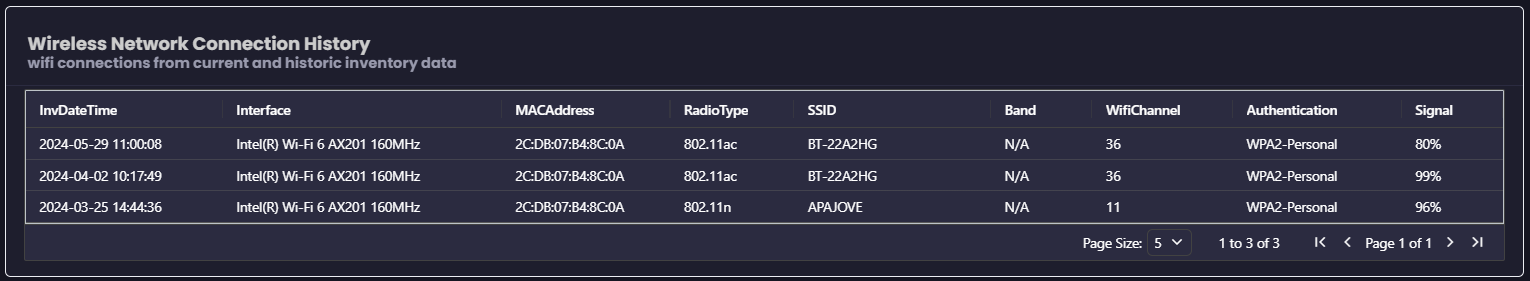 Wireless Network Connection History
wifi connections from current and historic inventory data
InvDateTime Interface MACAddress RadioType SSID Band WifiChannel Authentication Signal
2024-05-29 11:00:08 Intel(R) Wi-Fi 6 AX201 160MHz 2C:DB:07:B4:8C:0A 802.11ac BT-22A2HG N/A 36 WPA2-Personal 80%
2024-04-02 10:17:49 Intel(R) Wi-Fi 6 AX201 160MHz 2C:DB:07:B4:8C:0A 802.11ac BT-22A2HG N/A 36 WPA2-Personal 99%
2024-03-25 14:44:36 Intel(R) Wi-Fi 6 AX201 160MHz 2C:DB:07:B4:8C:0A 802.11n APAJOVE N/A 11 WPA2-Personal 96%
Page Size: 5 1 to 3 of 3 Page 1 of 1